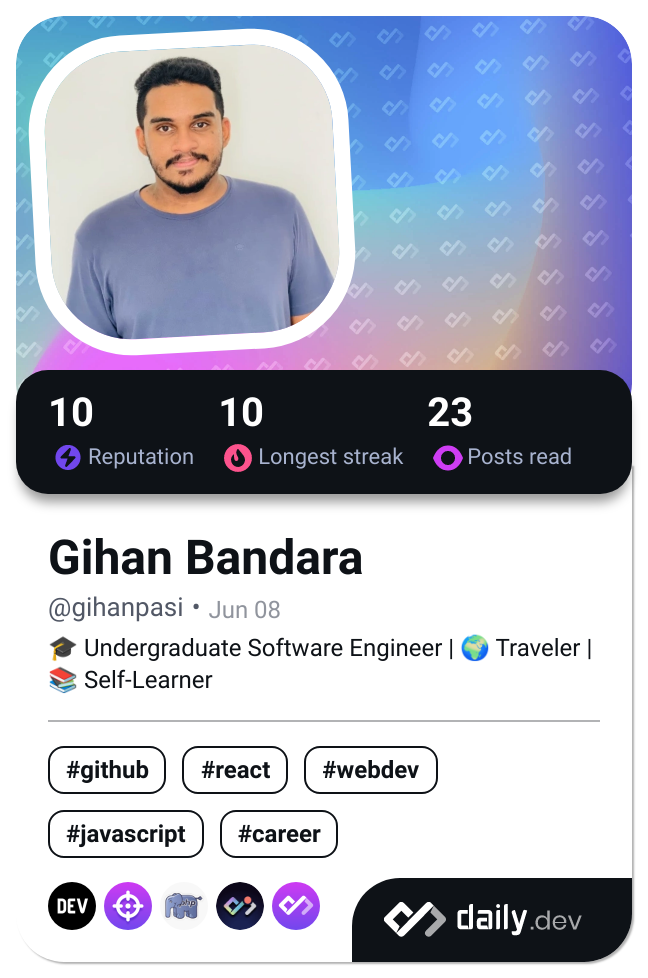 10 10 23
Reputation Longest streak Posts read
Gihan Bandara
@gihanpasi • Jun 08
🎓 Undergraduate Software Engineer | 🌍 Traveler |
📚 Self-Learner
#github #react #webdev
#javascript #career
DEV php daily.dev